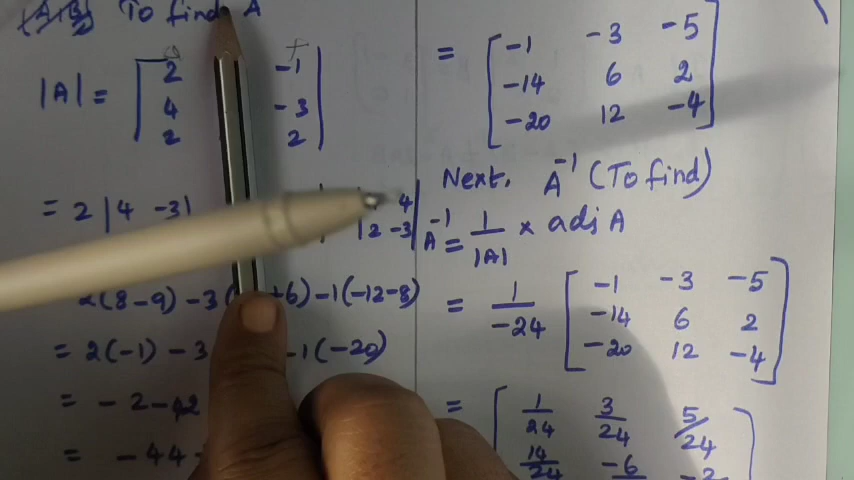 To find A
|A| = 2 -1
4 -3
2 2
= 2 |4 -3| 4
2 -3
(8-9) -3( +6) -1(-12-8)
= 2(-1) -3 -1(-20)
= -2 -42
= -44
= [-1 -3 -5
-14 6 2
-20 12 -4]
Next. A⁻¹ (To find)
A⁻¹ = 1/|A| × adj A
= 1/-24 [-1 -3 -5
-14 6 2
-20 12 -4]
= [1/24 3/24 5/24
14/24 -6 -2